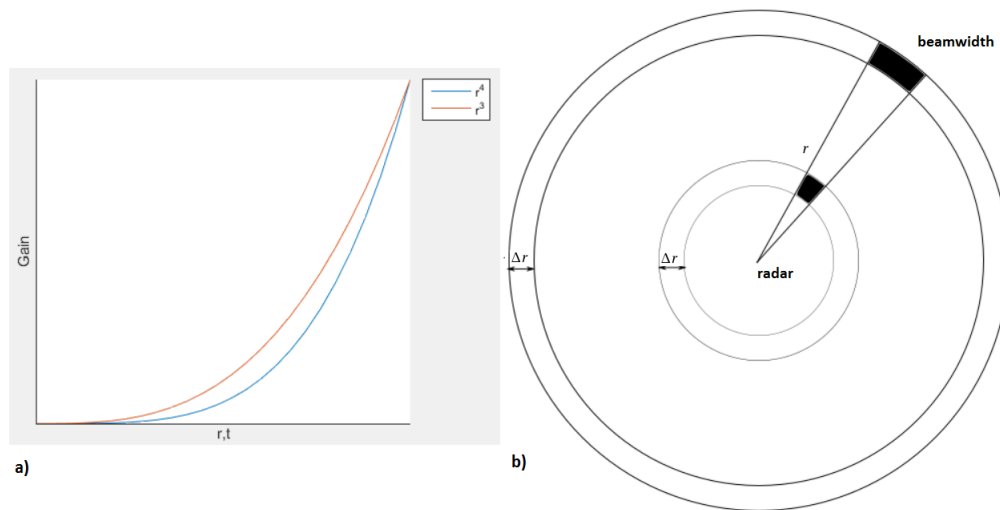 r⁴
r³
Gain
r,t
a)
beamwidth
r
Δr
Δr
radar
b)